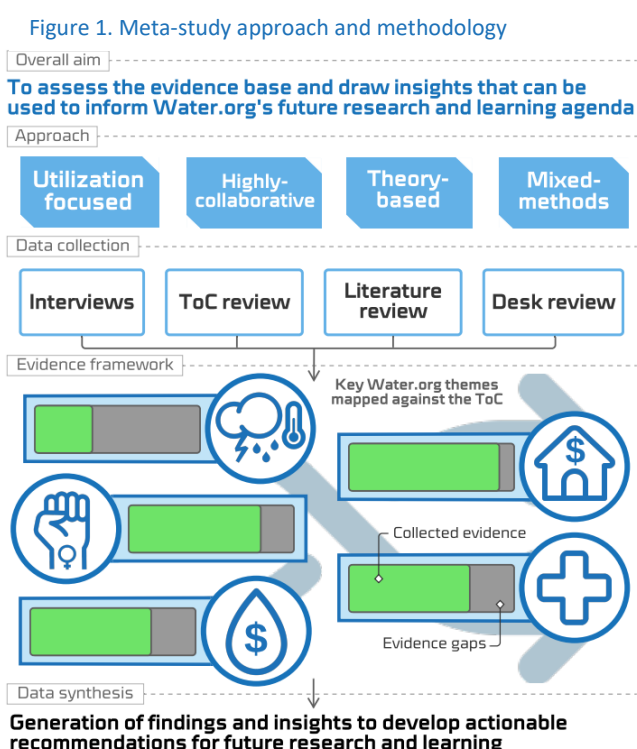 Figure 1. Meta-study approach and methodology
Overall aim
To assess the evidence base and draw insights that can be
used to inform Water.org's future research and learning agenda
Approach
Utilization
focused
Highly-
collaborative
Theory-
based
Mixed-
methods
Data collection
Interviews
ToC review
Literature
review
Desk review
Evidence framework
Key Water.org themes
mapped against the ToC
$
Collected evidence
$
Evidence gaps
Data synthesis
Generation of findings and insights to develop actionable
recommendations for future research and learning